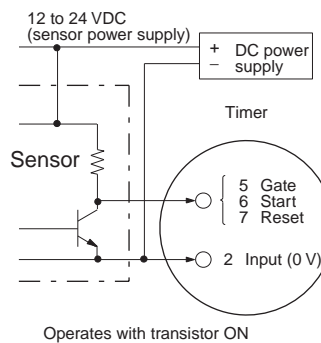 12 to 24 VDC
(sensor power supply)
+ DC power
− supply
Timer
Sensor
5 Gate
6 Start
7 Reset
2 Input (0 V)
Operates with transistor ON